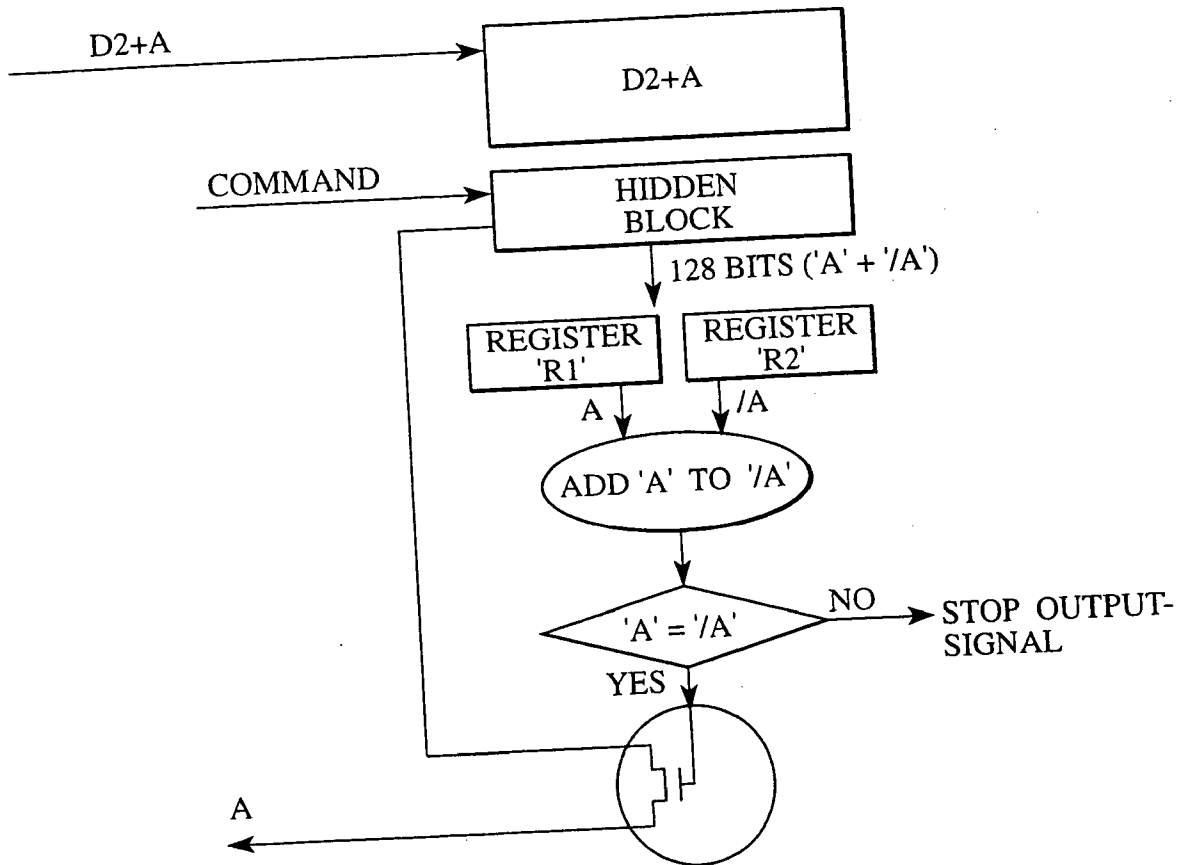 D2+A
D2+A
COMMAND
HIDDEN
BLOCK
128 BITS ('A' + '/A')
REGISTER
'R1'
REGISTER
'R2'
A
/A
ADD 'A' TO '/A'
'A' = '/A'
NO
STOP OUTPUT-
SIGNAL
YES
A